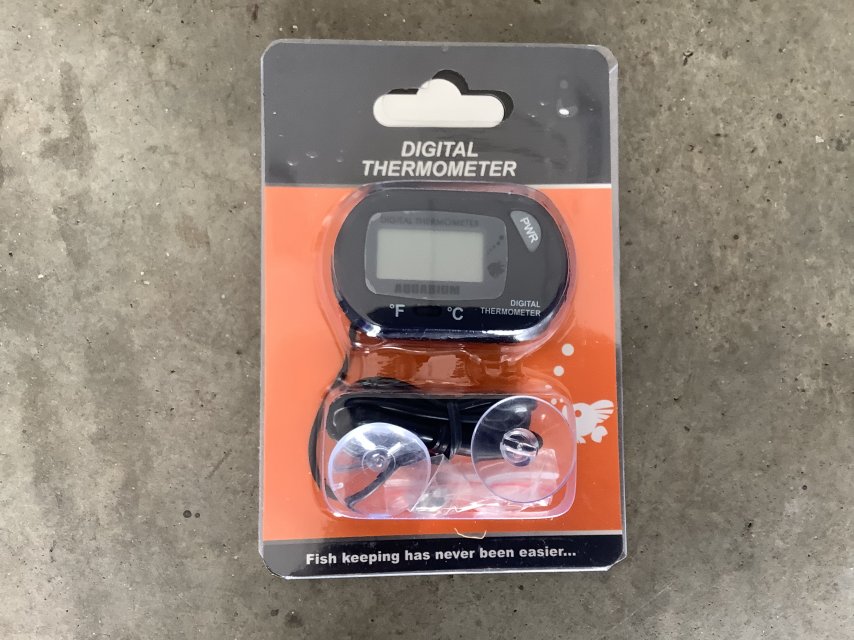 DIGITAL
THERMOMETER
DIGITAL THERMOMETER
PWR
AQUARIUM
°F °C
DIGITAL
THERMOMETER
Fish keeping has never been easier...